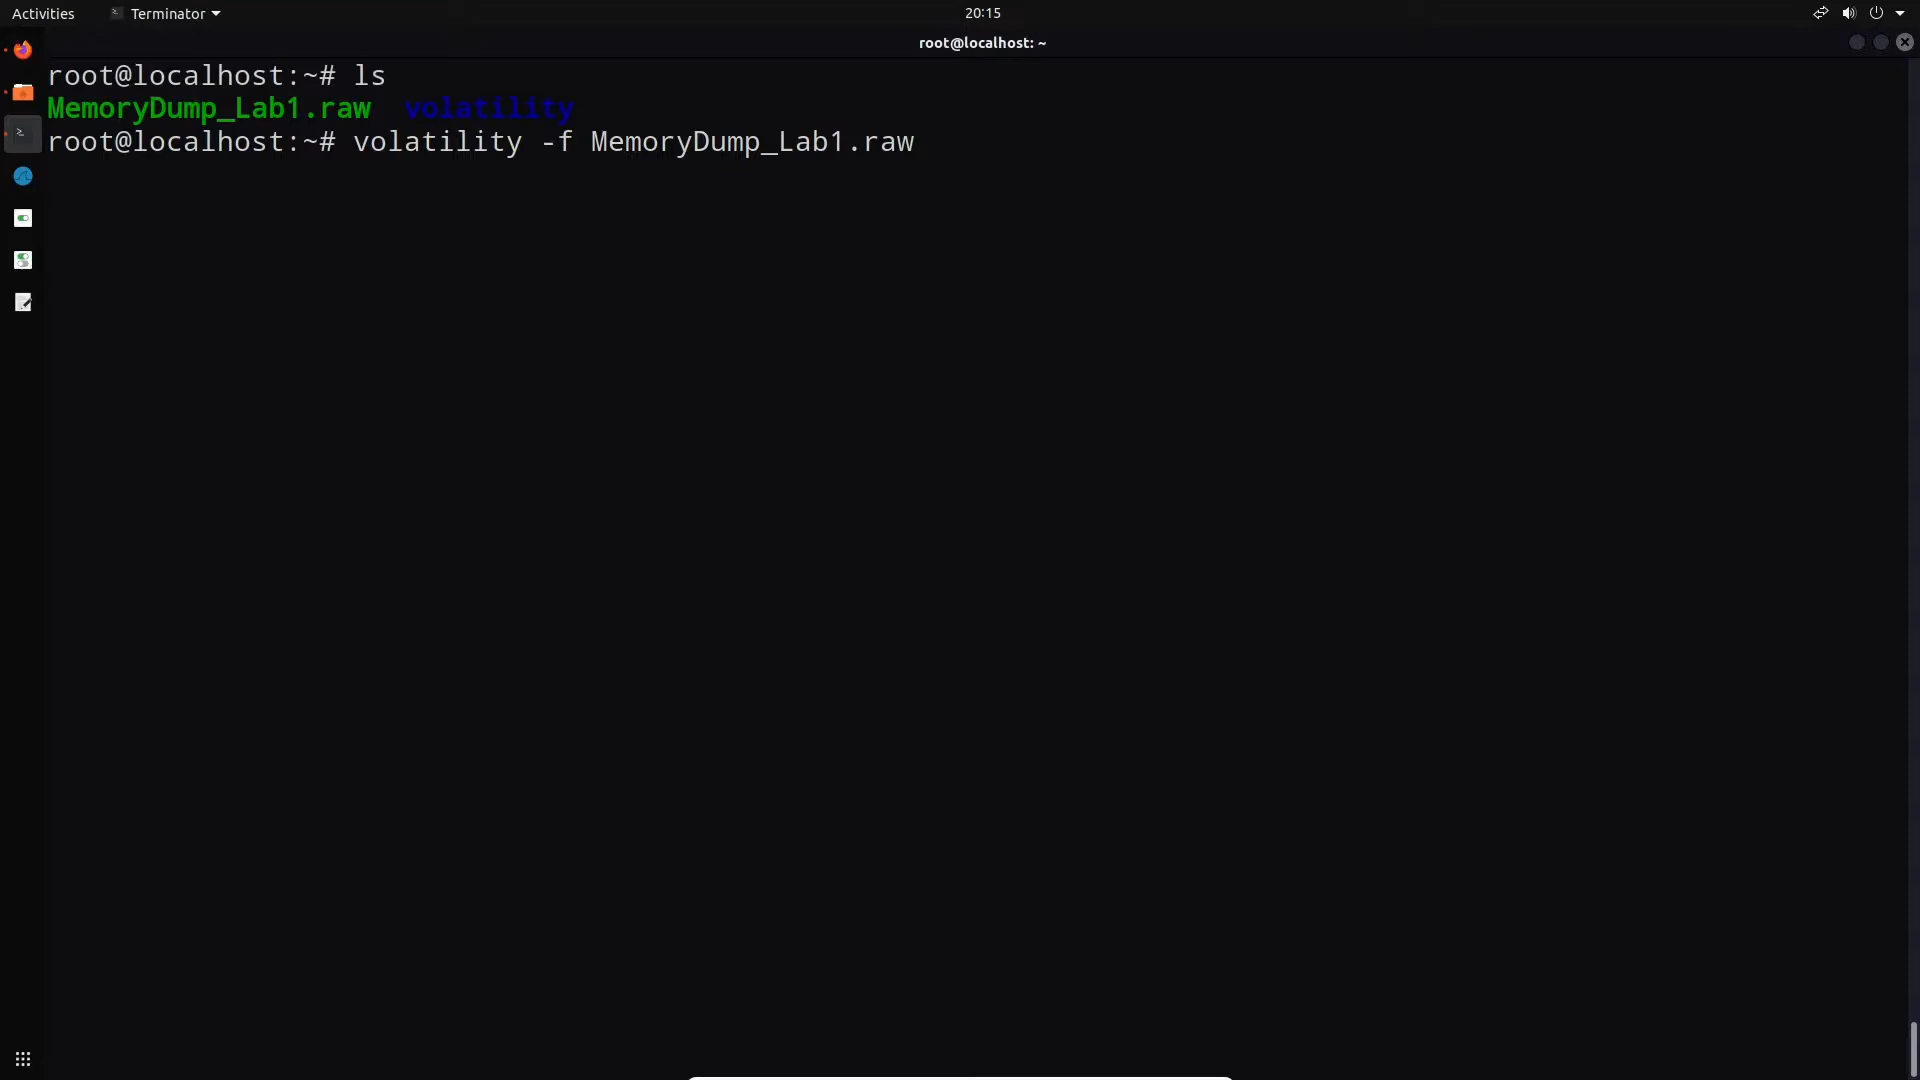 Activities Terminator 20:15
root@localhost: ~
root@localhost:~# ls
MemoryDump_Lab1.raw volatility
root@localhost:~# volatility -f MemoryDump_Lab1.raw